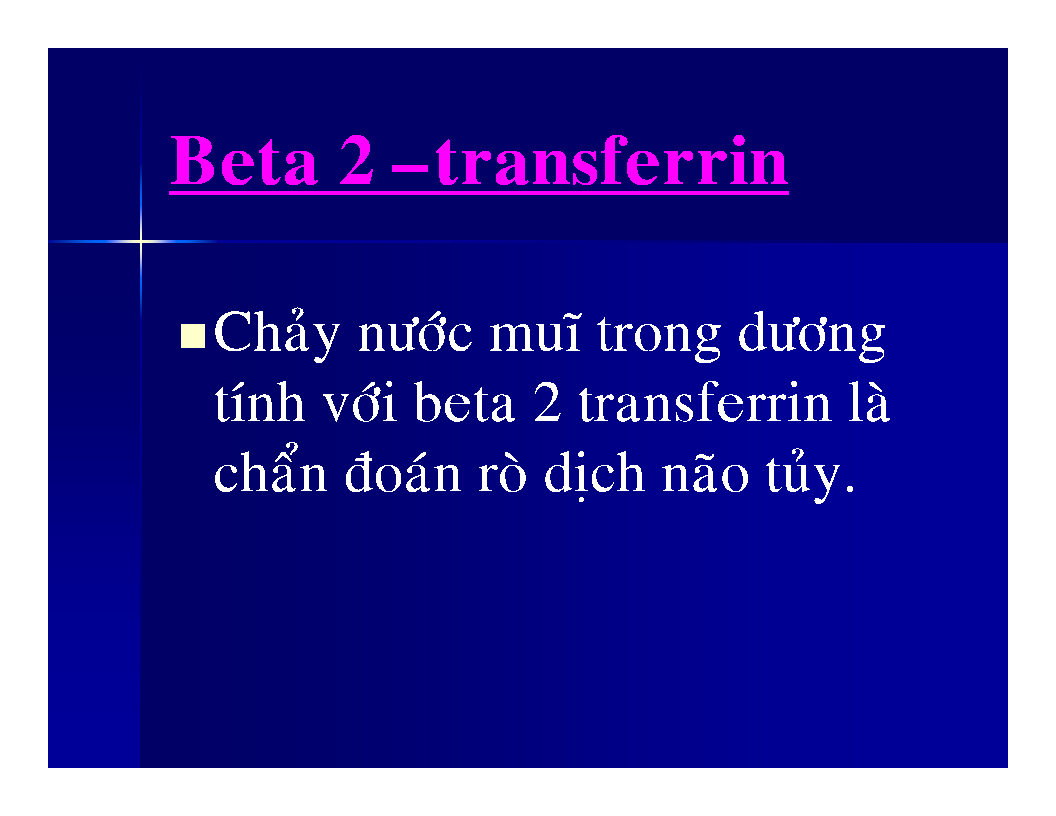 Beta 2 –transferrin
Chảy nước muĩ trong dương
tính với beta 2 transferrin là
chẩn đoán rò dịch não tủy.